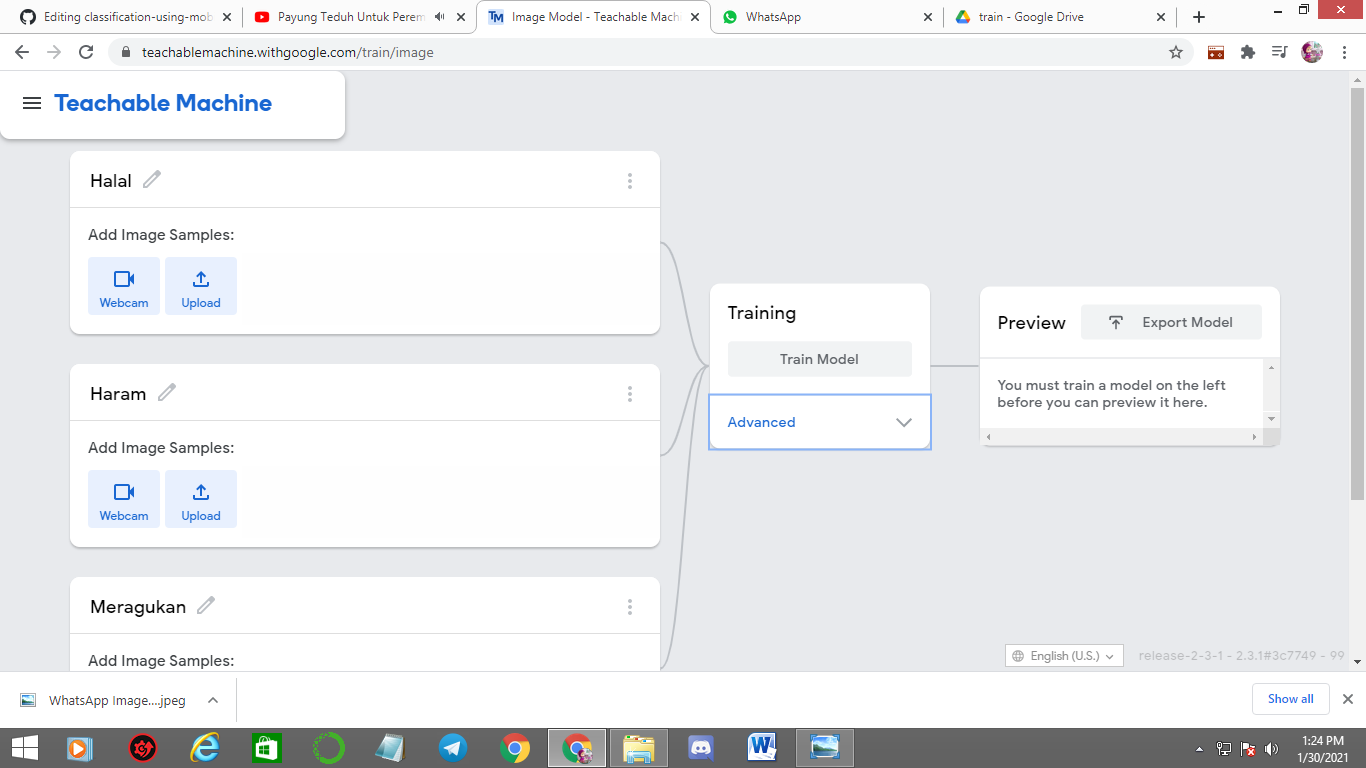 Editing classification-using-mob
Payung Teduh Untuk Perem
Image Model - Teachable Machi
WhatsApp
train - Google Drive
teachablemachine.withgoogle.com/train/image
Teachable Machine
Halal
Add Image Samples:
Webcam
Upload
Haram
Add Image Samples:
Webcam
Upload
Meragukan
Add Image Samples:
Training
Train Model
Advanced
Preview
Export Model
You must train a model on the left
before you can preview it here.
English (U.S.)
release-2-3-1 - 2.3.1#3c7749 - 99
WhatsApp Image....jpeg
Show all
1:24 PM
1/30/2021